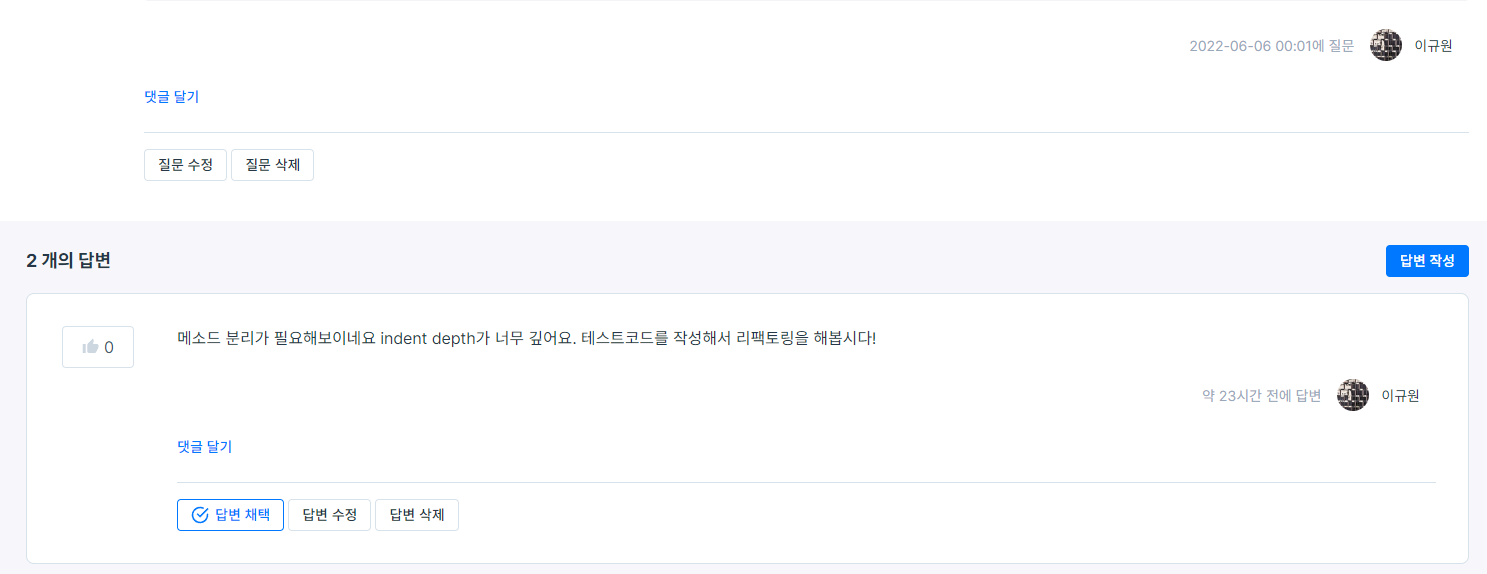 2022-06-06 00:01에 질문 이규원
댓글 달기
질문 수정 질문 삭제
2 개의 답변 답변 작성
0 메소드 분리가 필요해보이네요 indent depth가 너무 깊어요. 테스트코드를 작성해서 리팩토링을 해봅시다!
약 23시간 전에 답변 이규원
댓글 달기
답변 채택 답변 수정 답변 삭제